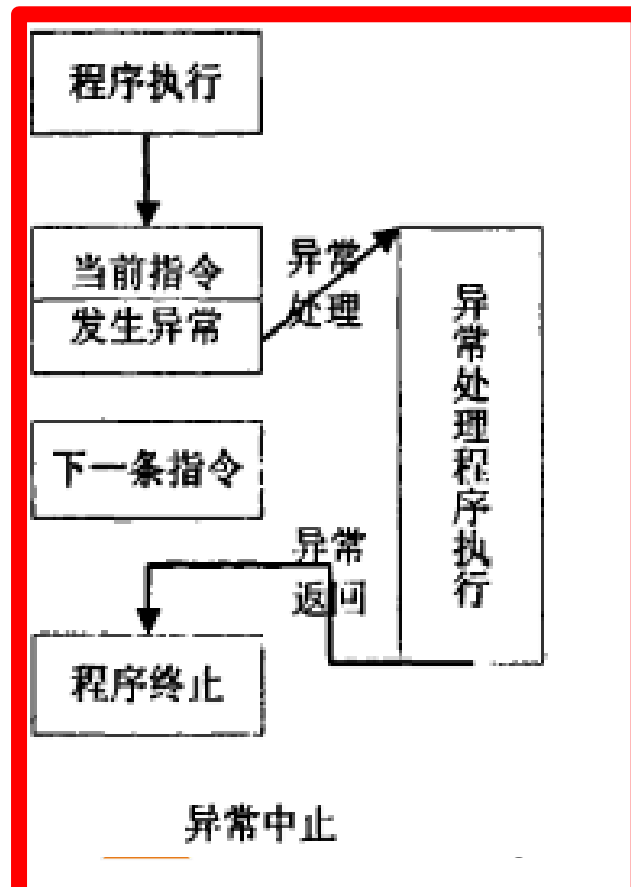 程序执行
当前指令
发生异常
异常
处理
异常处理程序执行
下一条指令
异常
返回
程序终止
异常中止